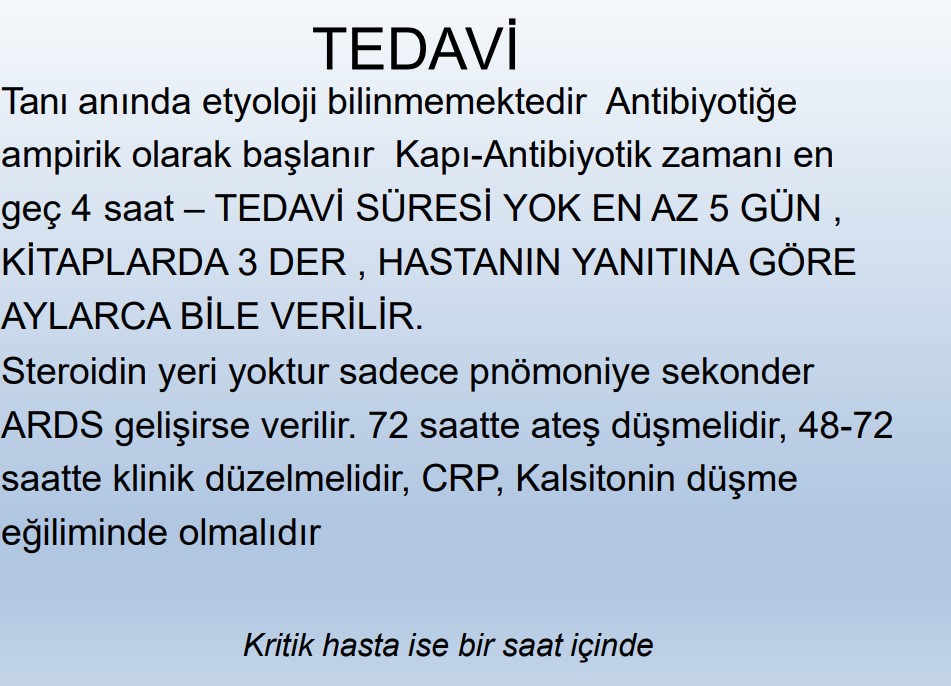 TEDAVİ
Tanı anında etyoloji bilinmemektedir  Antibiyotiğe
ampirik olarak başlanır  Kapı-Antibiyotik zamanı en
geç 4 saat – TEDAVİ SÜRESİ YOK EN AZ 5 GÜN ,
KİTAPLARDA 3 DER , HASTANIN YANITINA GÖRE
AYLARCA BİLE VERİLİR.
Steroidin yeri yoktur sadece pnömoniye sekonder
ARDS gelişirse verilir. 72 saatte ateş düşmelidir, 48-72
saatte klinik düzelmelidir, CRP, Kalsitonin düşme
eğiliminde olmalıdır
Kritik hasta ise bir saat içinde